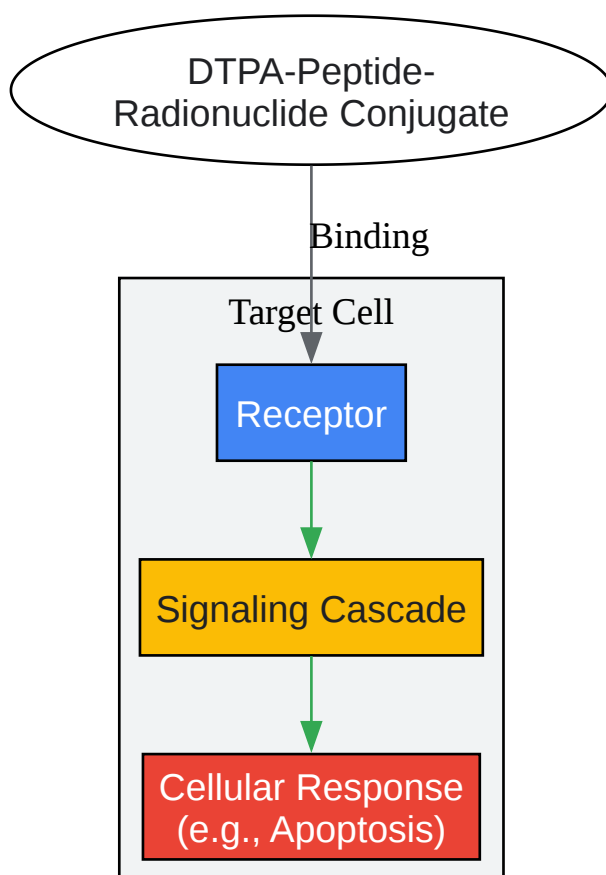 DTPA-Peptide-
Radionuclide Conjugate
Binding
Target Cell
Receptor
Signaling Cascade
Cellular Response
(e.g., Apoptosis)